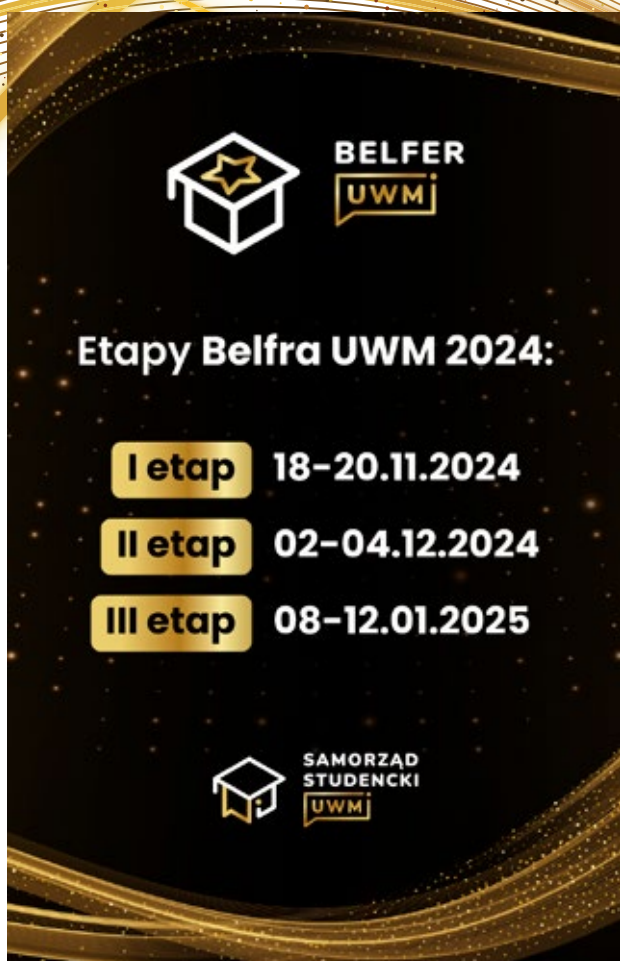 BELFER
UWM
Etapy Belfra UWM 2024:
I etap 18-20.11.2024
II etap 02-04.12.2024
III etap 08-12.01.2025
SAMORZĄD
STUDENCKI
UWM